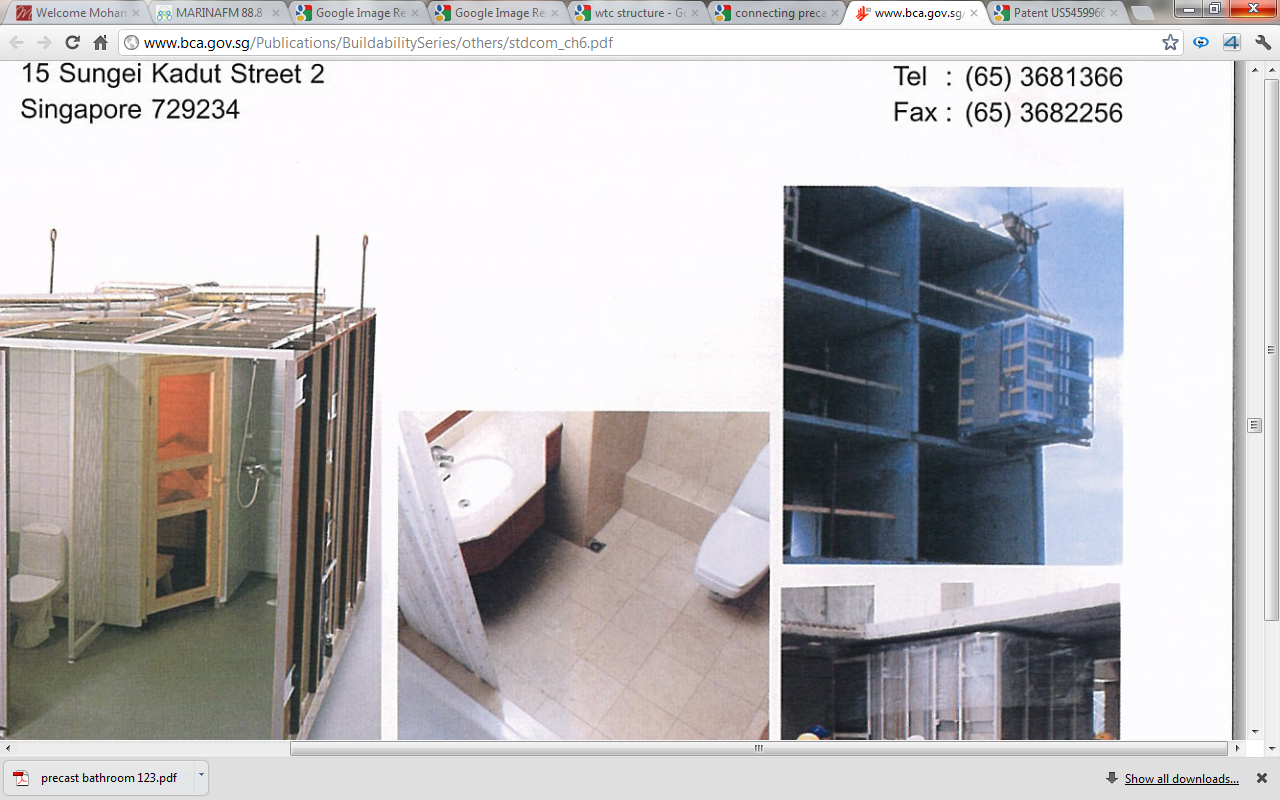 Welcome Mohan
MARINAFM 88.8
Google Image Re
Google Image Re
wtc structure - G
connecting preca
www.bca.gov.sg/
Patent US5459966
www.bca.gov.sg/Publications/BuildabilitySeries/others/stdcom_ch6.pdf
15 Sungei Kadut Street 2
Singapore 729234
Tel : (65) 3681366
Fax : (65) 3682256
precast bathroom 123.pdf
Show all downloads...